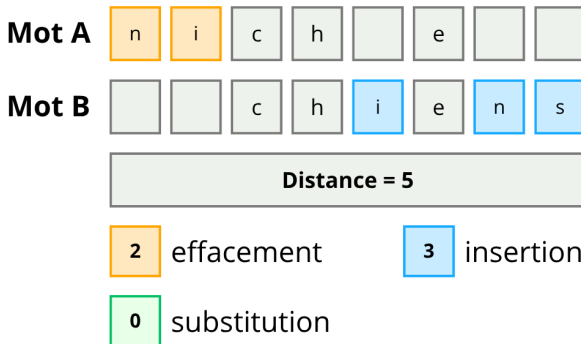 Mot A n i c h e
Mot B c h i e n s
Distance = 5
2 effacement 3 insertion
0 substitution